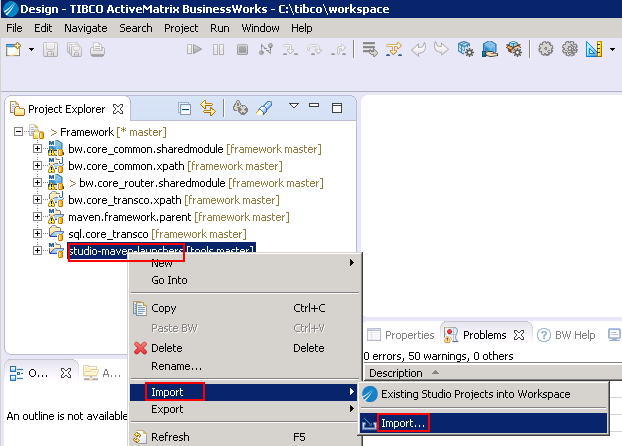 Design - TIBCO ActiveMatrix BusinessWorks - C:\tibco\workspace
File Edit Navigate Search Project Run Window Help
Project Explorer
> Framework [* master]
bw.core_common.sharedmodule [framework master]
bw.core_common.xpath [framework master]
> bw.core_router.sharedmodule [framework master]
bw.core_transco.xpath [framework master]
maven.framework.parent [framework master]
sql.core_transco [framework master]
studio-maven-launchers [tools master]
New
Go Into
Copy Ctrl+C
Paste BW Ctrl+V
Delete Delete
Rename...
Import
Export
Refresh F5
Existing Studio Projects into Workspace
Import...
Properties Problems BW Help
0 errors, 50 warnings, 0 others
Description
O... A...
An outline is not available